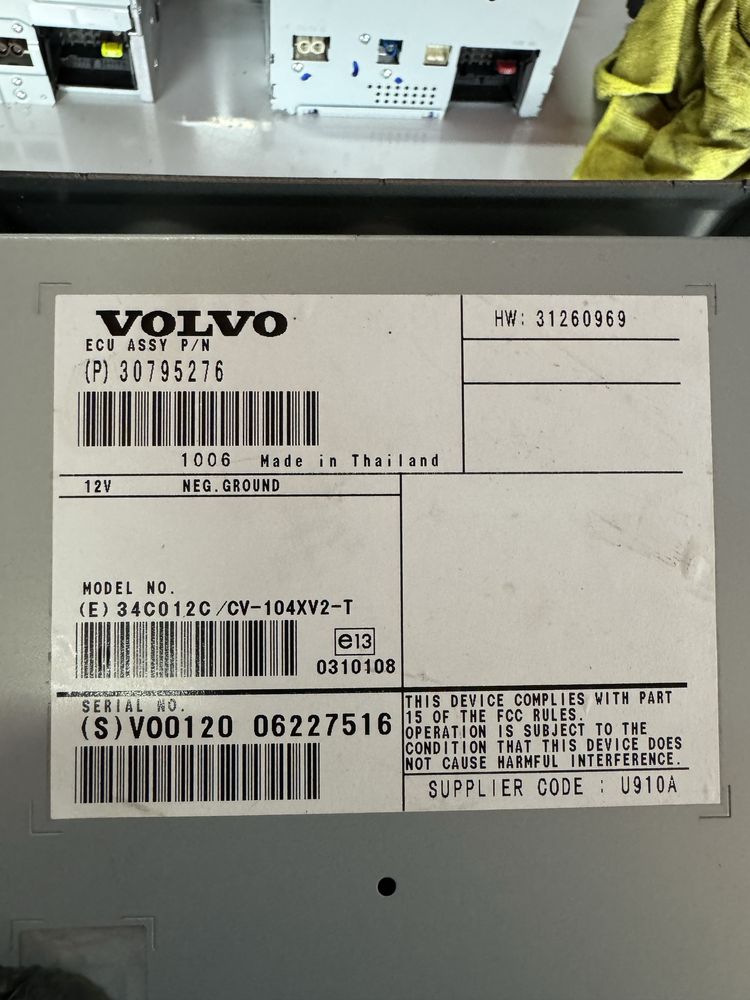 VOLVO
ECU ASSY P/N
(P) 30795276
1006 Made in Thailand
HW: 31260969
12V NEG. GROUND
MODEL NO.
(E) 34C012C/CV-104XV2-T
e13
0310108
SERIAL NO.
(S) V00120 06227516
THIS DEVICE COMPLIES WITH PART
15 OF THE FCC RULES.
OPERATION IS SUBJECT TO THE
CONDITION THAT THIS DEVICE DOES
NOT CAUSE HARMFUL INTERFERENCE.
SUPPLIER CODE : U910A